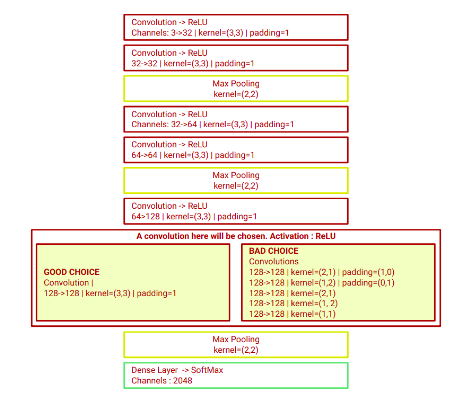 Convolution -> ReLU
Channels: 3->32 | kernel=(3,3) | padding=1
Convolution -> ReLU
32->32 | kernel=(3,3) | padding=1
Max Pooling
kernel=(2,2)
Convolution -> ReLU
Channels: 32->64 | kernel=(3,3) | padding=1
Convolution -> ReLU
64->64 | kernel=(3,3) | padding=1
Max Pooling
kernel=(2,2)
Convolution -> ReLU
64>128 | kernel=(3,3) | padding=1
A convolution here will be chosen. Activation : ReLU
GOOD CHOICE
Convolution |
128->128 | kernel=(3,3) | padding=1
BAD CHOICE
Convolutions
128->128 | kernel=(2,1) | padding=(1,0)
128->128 | kernel=(1,2) | padding=(0,1)
128->128 | kernel=(2,1)
128->128 | kernel=(1, 2)
128->128 | kernel=(1,1)
Max Pooling
kernel=(2,2)
Dense Layer -> SoftMax
Channels : 2048